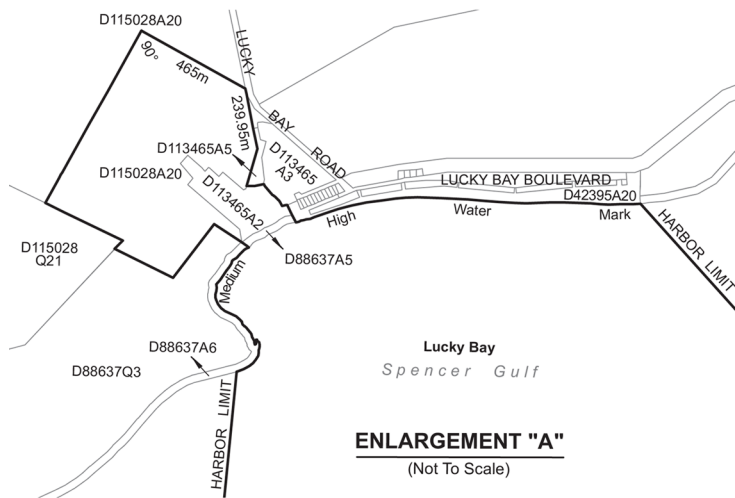 D115028A20
90°
465m
LUCKY
BAY
ROAD
239.95m
D113465A5
D113465
A3
D115028A20
D113465A2
LUCKY BAY BOULEVARD
D42395A20
High
Water
Mark
HARBOR LIMIT
D115028
Q21
D88637A5
Medium
D88637A6
D88637Q3
HARBOR LIMIT
Lucky Bay
Spencer Gulf
ENLARGEMENT "A"
(Not To Scale)